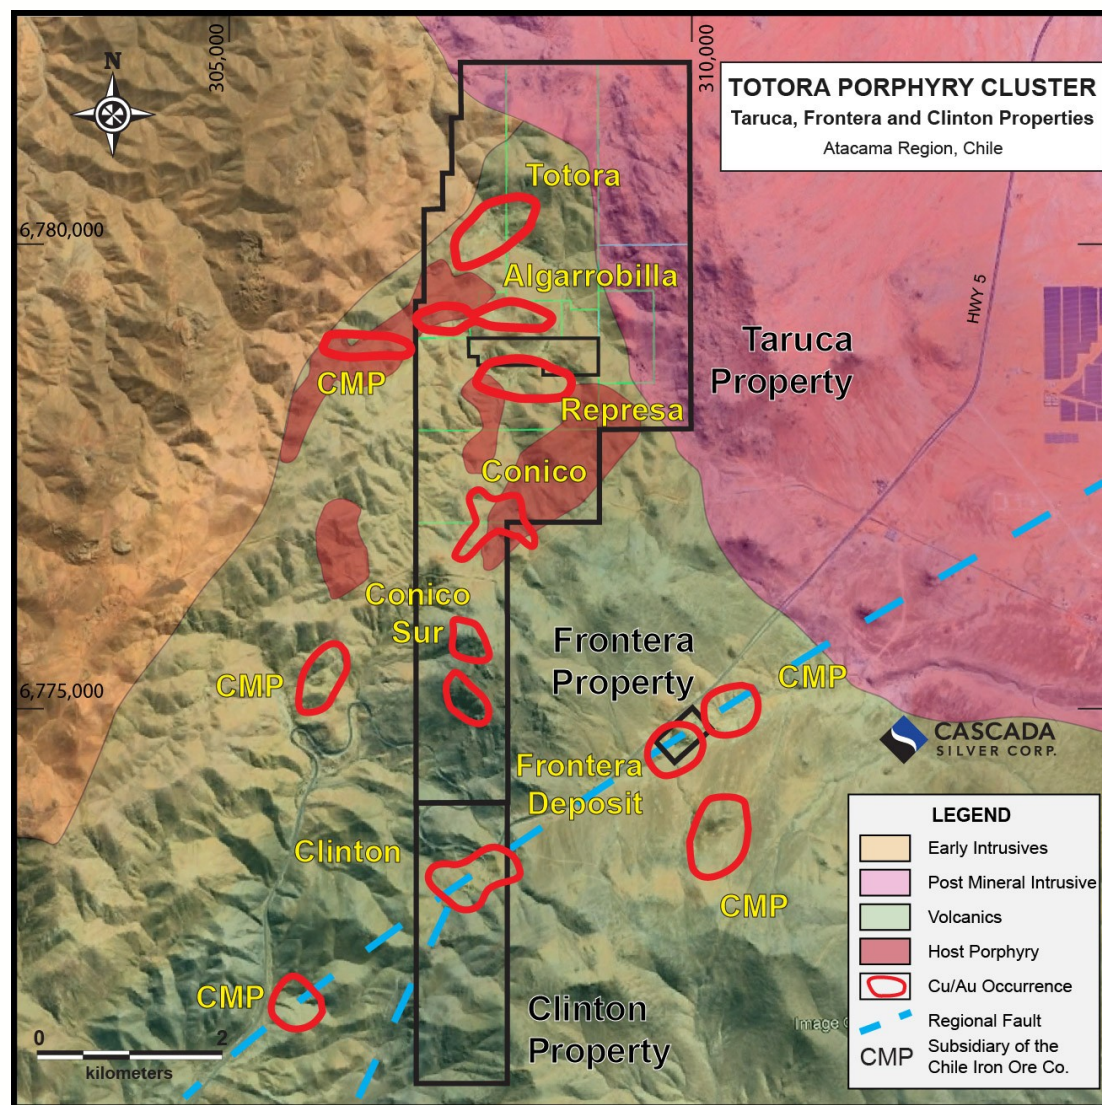 305,000
310,000
N
TOTORA PORPHYRY CLUSTER
Taruca, Frontera and Clinton Properties
Atacama Region, Chile
Totora
6,780,000
Algarrobilla
HWY 5
Taruca
Property
CMP
Represa
Conico
Conico
Sur
Frontera
Property
CMP
CMP
6,775,000
CASCADA
SILVER CORP.
Frontera
Deposit
Clinton
CMP
CMP
Clinton
Property
0
2
kilometers
Image
LEGEND
Early Intrusives
Post Mineral Intrusive
Volcanics
Host Porphyry
Cu/Au Occurrence
Regional Fault
CMP
Subsidiary of the
Chile Iron Ore Co.